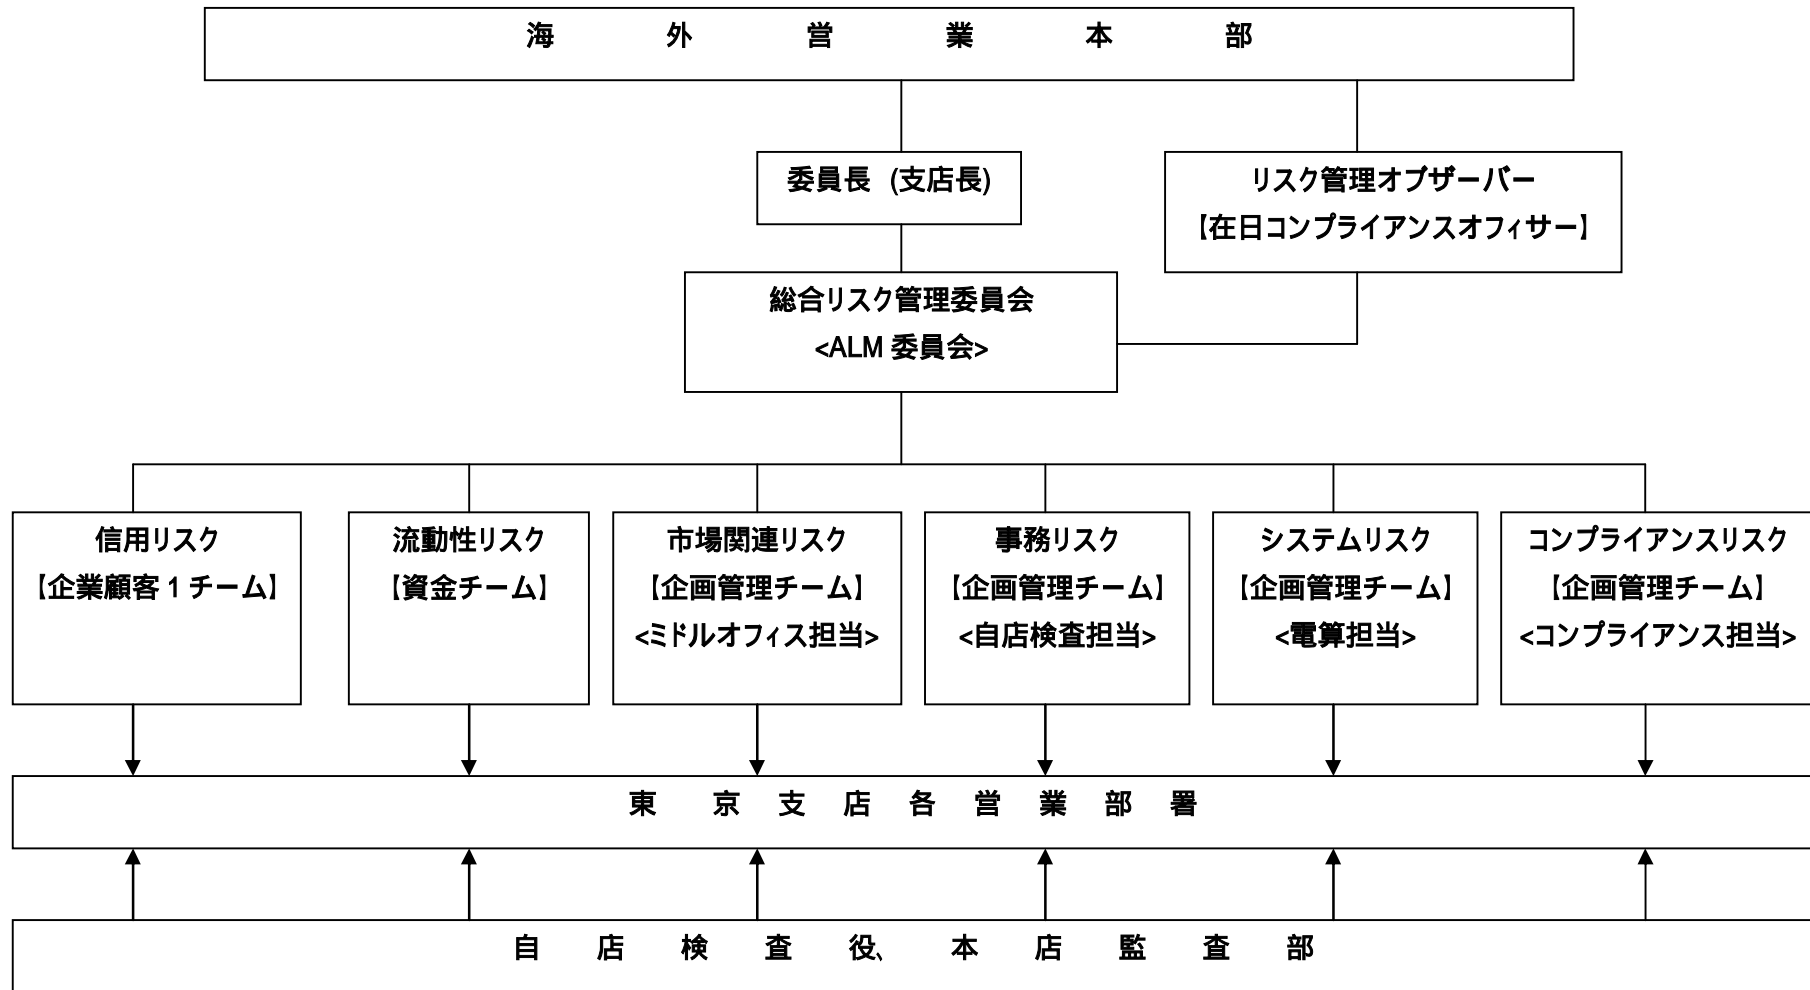 海外営業本部
委員長 (支店長)
リスク管理オブザーバー
【在日コンプライアンスオフィサー】
総合リスク管理委員会
<ALM 委員会>
信用リスク
【企業顧客１チーム】
流動性リスク
【資金チーム】
市場関連リスク
【企画管理チーム】
<ミドルオフィス担当>
事務リスク
【企画管理チーム】
<自店検査担当>
システムリスク
【企画管理チーム】
<電算担当>
コンプライアンスリスク
【企画管理チーム】
<コンプライアンス担当>
東京支店各営業部署
自店検査役、本店監査部